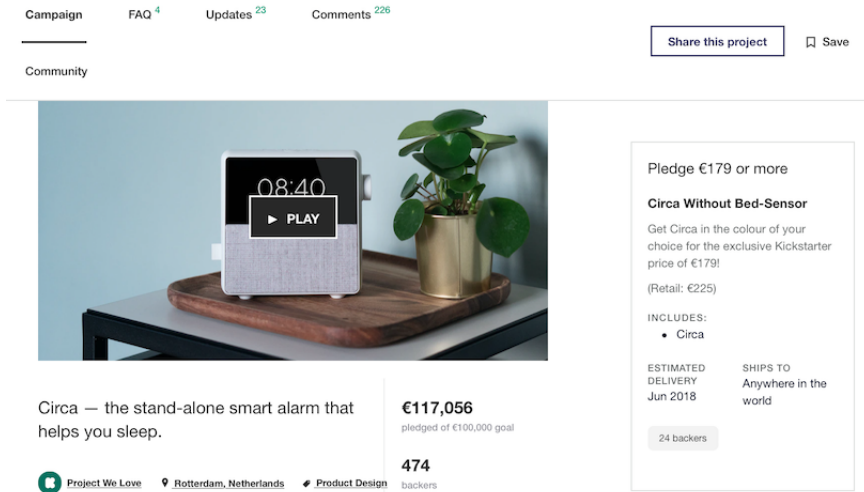 Campaign FAQ 4 Updates 23 Comments 226
Share this project Save
Community
08:40
PLAY
Circa — the stand-alone smart alarm that
helps you sleep.
Project We Love Rotterdam, Netherlands Product Design
€117,056
pledged of €100,000 goal
474
backers
Pledge €179 or more
Circa Without Bed-Sensor
Get Circa in the colour of your
choice for the exclusive Kickstarter
price of €179!
(Retail: €225)
INCLUDES:
• Circa
ESTIMATED
DELIVERY
Jun 2018
SHIPS TO
Anywhere in the
world
24 backers